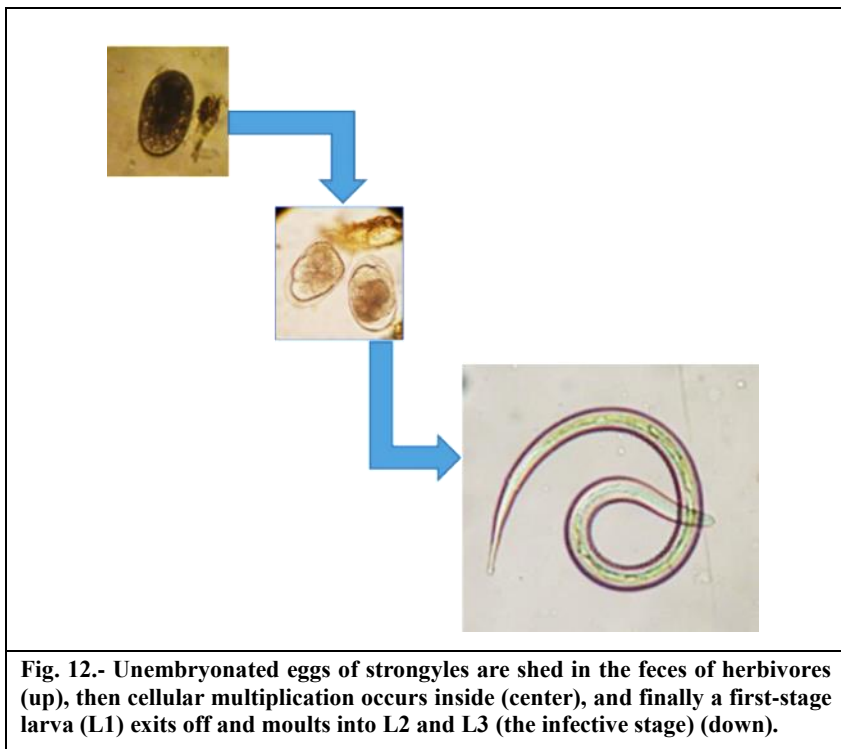 Fig. 12.- Unembryonated eggs of strongyles are shed in the feces of herbivores
(up), then cellular multiplication occurs inside (center), and finally a first-stage
larva (L1) exits off and moults into L2 and L3 (the infective stage) (down).